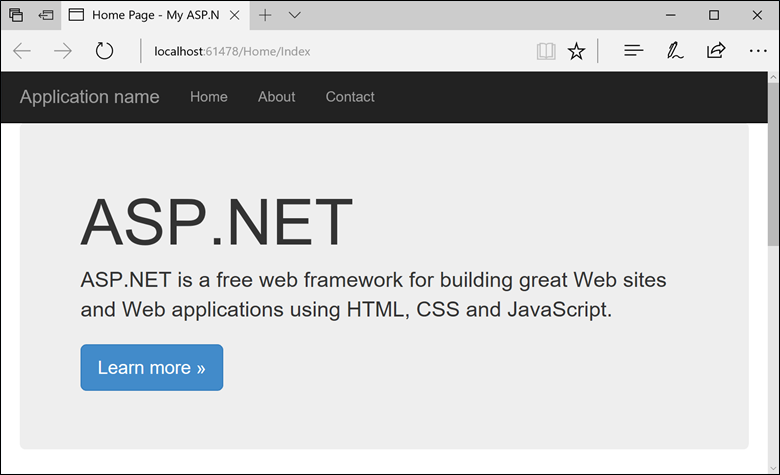 Home Page - My ASP.N
localhost:61478/Home/Index
Application name Home About Contact
ASP.NET
ASP.NET is a free web framework for building great Web sites
and Web applications using HTML, CSS and JavaScript.
Learn more »